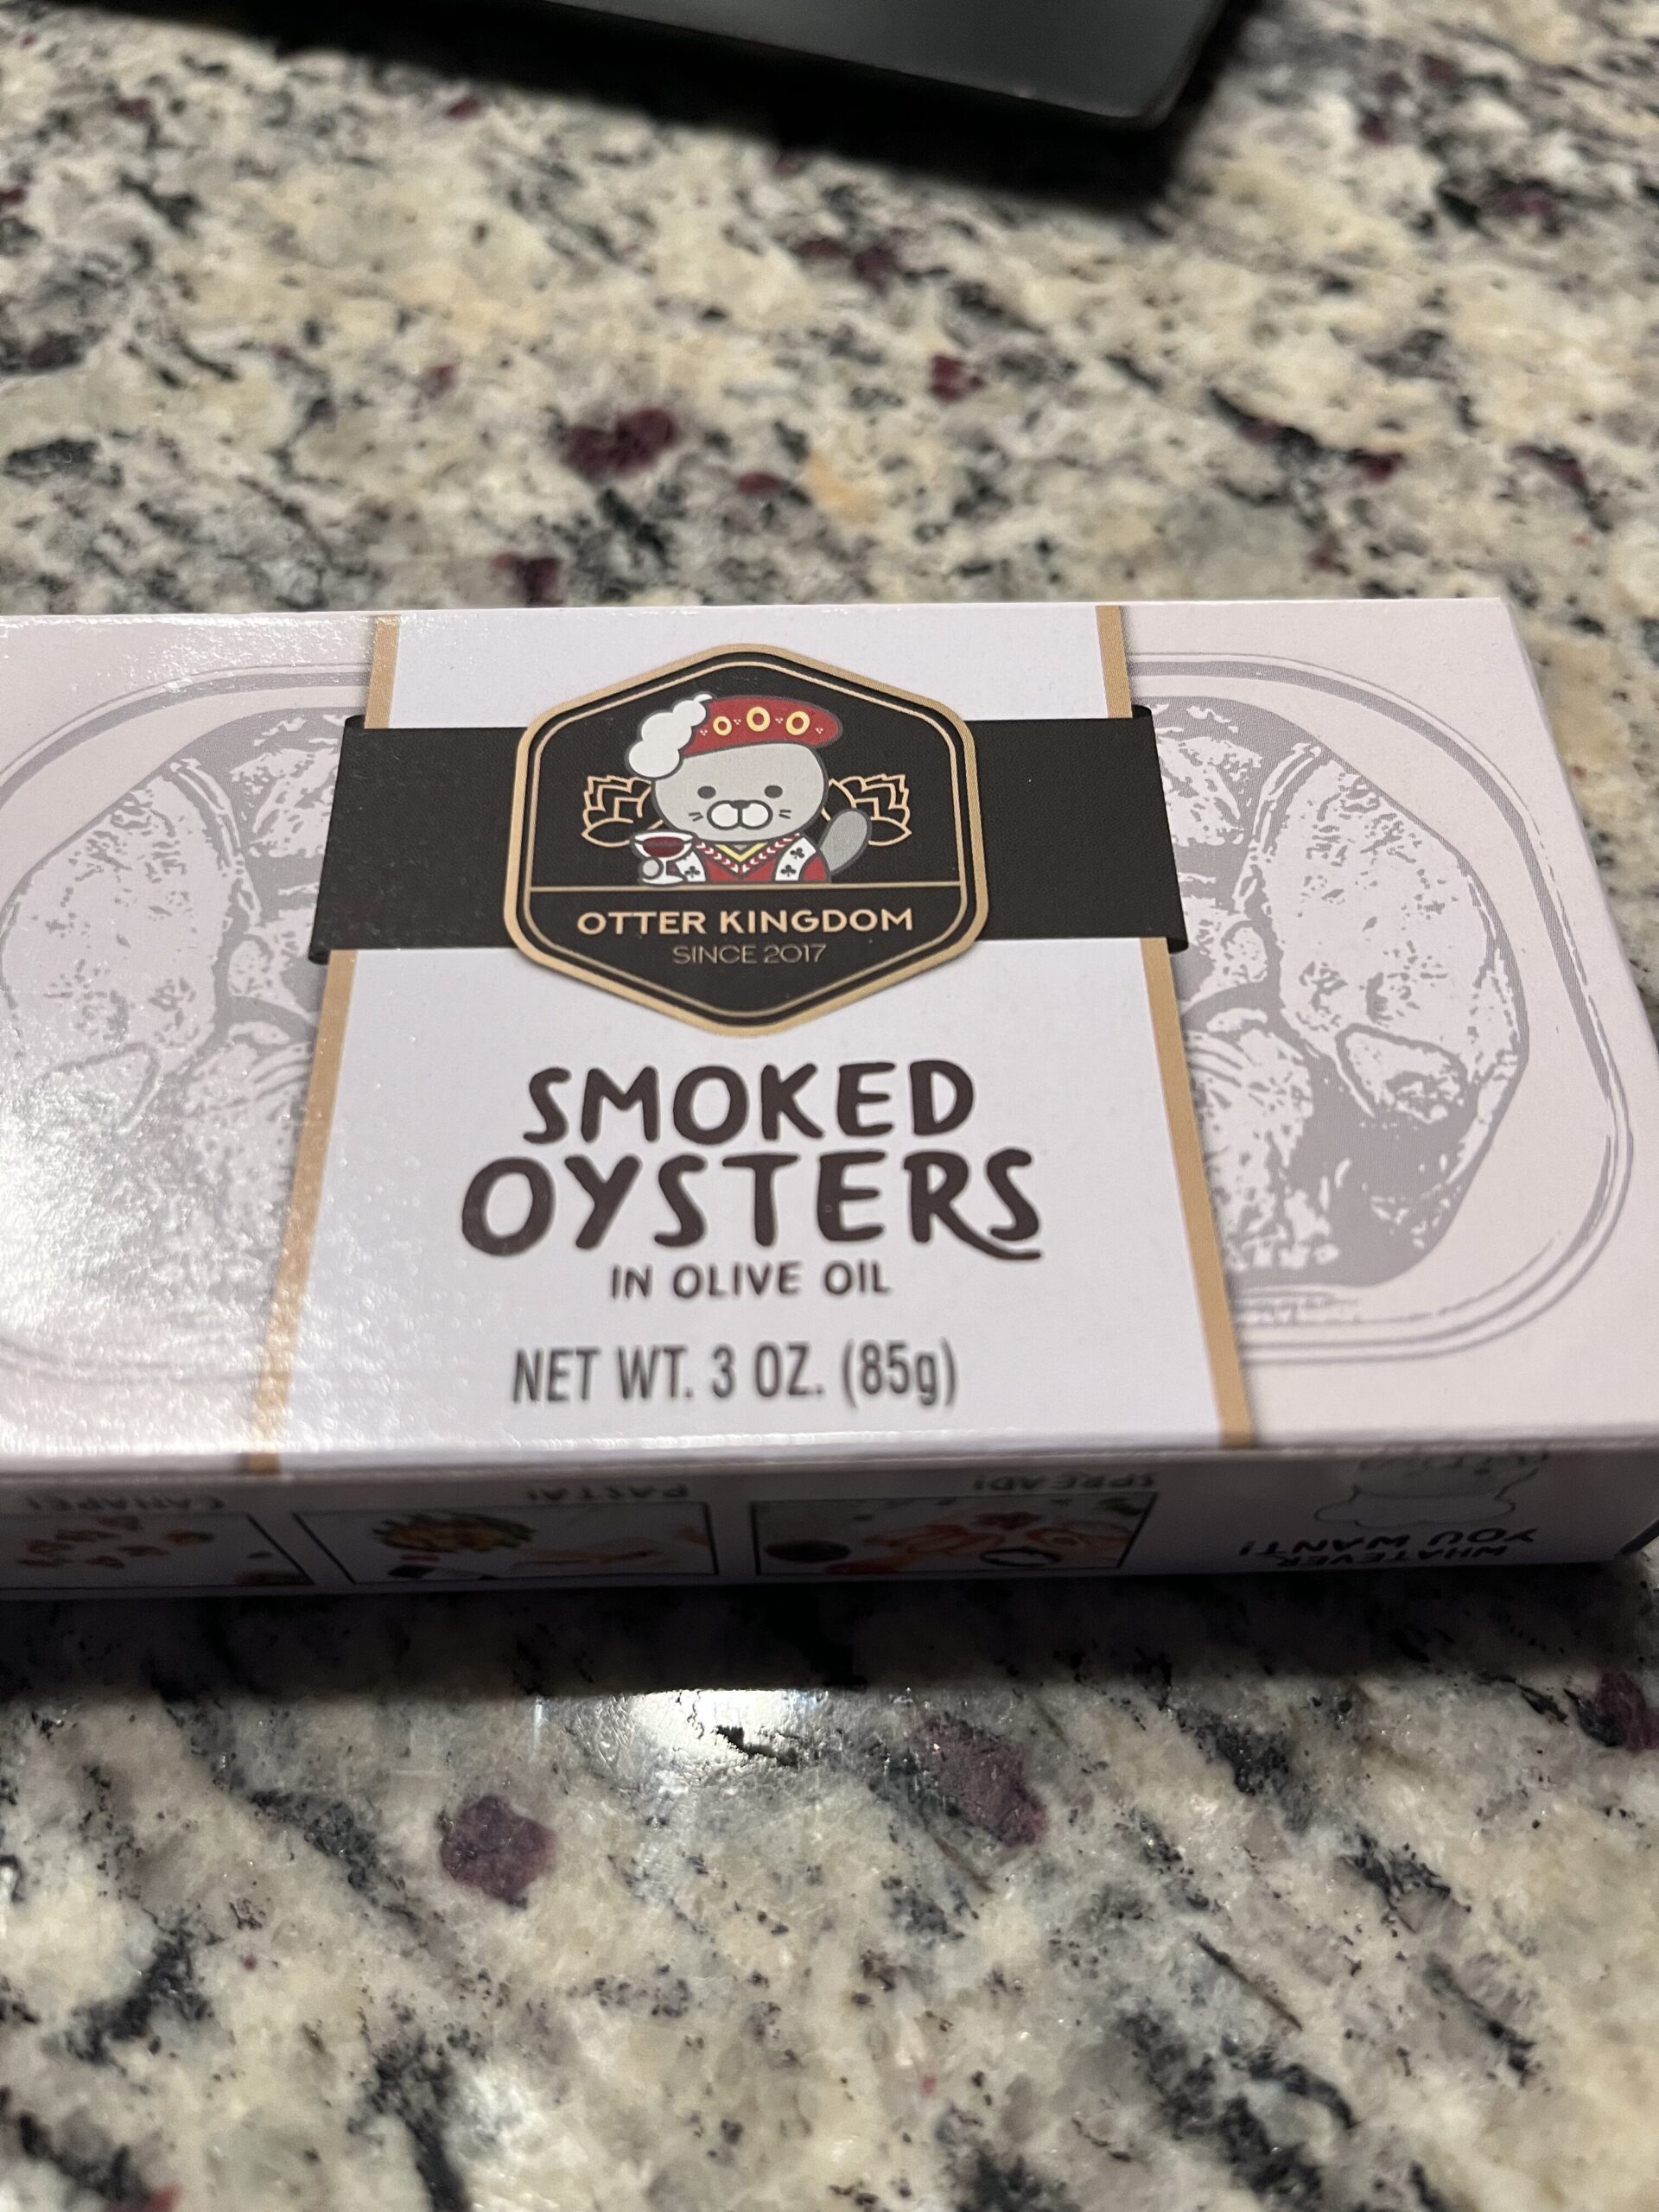 OTTER KINGDOM
SINCE 2017
SMOKED
OYSTERS
IN OLIVE OIL
NET WT. 3 OZ. (85g)
WHATEVER
YOU WANT!
SPREAD!
PASTA!
CANAPE!